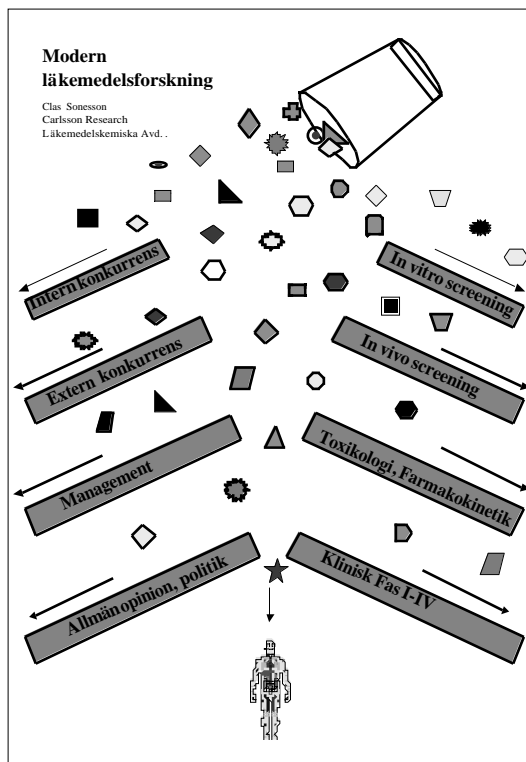 Modern
läkemedelsforskning
Clas Sonesson
Carlsson Research
Läkemedelskemiska Avd. .
Intern konkurrens
In vitro screening
Extern konkurrens
In vivo screening
Management
Toxikologi, Farmakokinetik
Allmän opinion, politik
Klinisk Fas I-IV